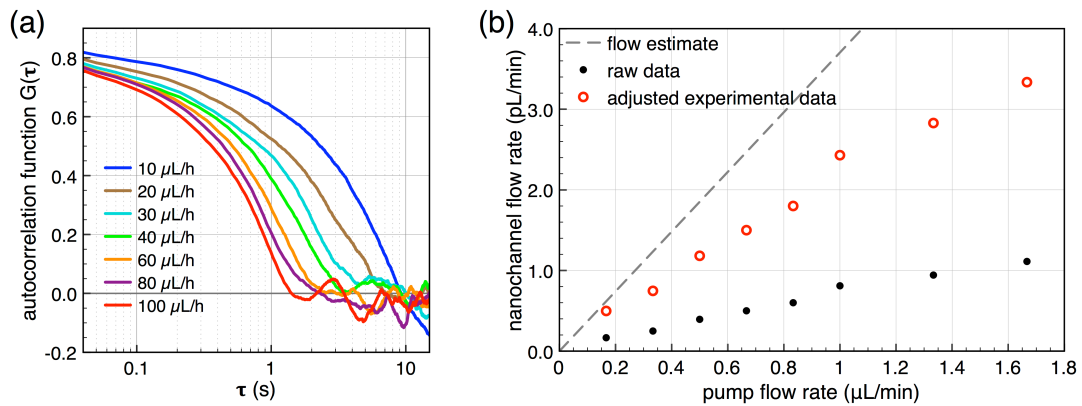 (a)
autocorrelation function G(τ)
0.8
0.6
0.4
0.2
0.0
-0.2
10 µL/h
20 µL/h
30 µL/h
40 µL/h
60 µL/h
80 µL/h
100 µL/h
0.1
1
10
τ (s)
(b)
nanochannel flow rate (pL/min)
4.0
3.0
2.0
1.0
0.0
flow estimate
raw data
adjusted experimental data
0
0.2
0.4
0.6
0.8
1.0
1.2
1.4
1.6
1.8
pump flow rate (µL/min)